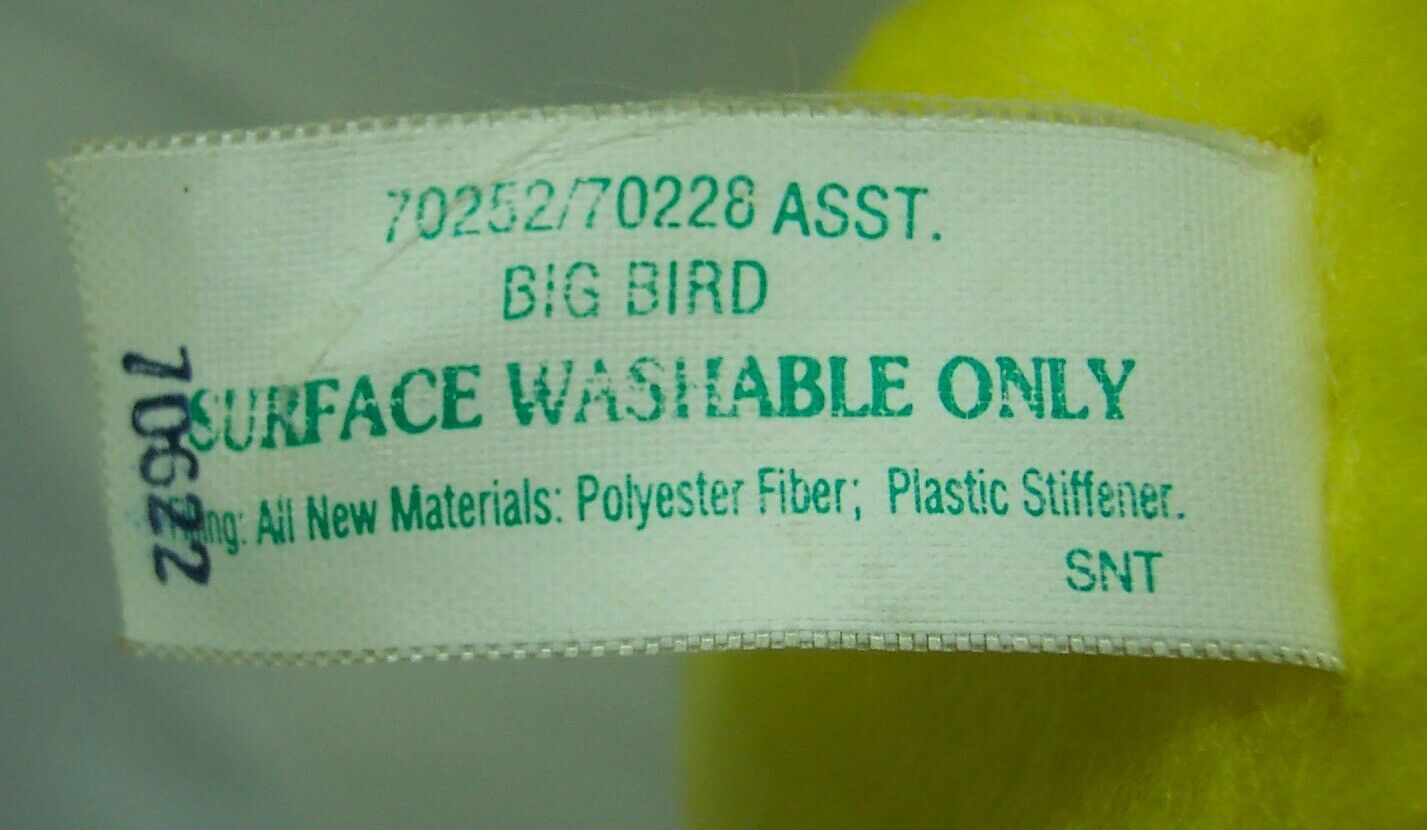 70252/70228 ASST.
BIG BIRD
SURFACE WASHABLE ONLY
All New Materials: Polyester Fiber; Plastic Stiffener.
SNT
70622